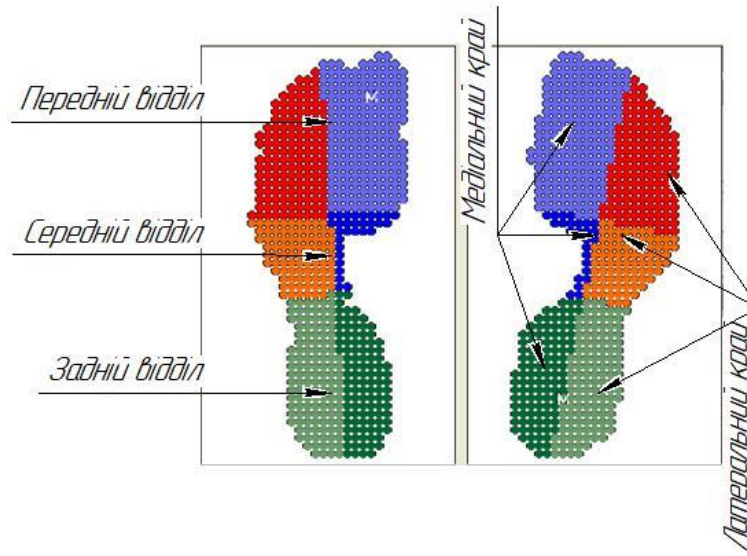 Передній відділ
Середній відділ
Задній відділ
Медіальний край
Латеральний край
М
М